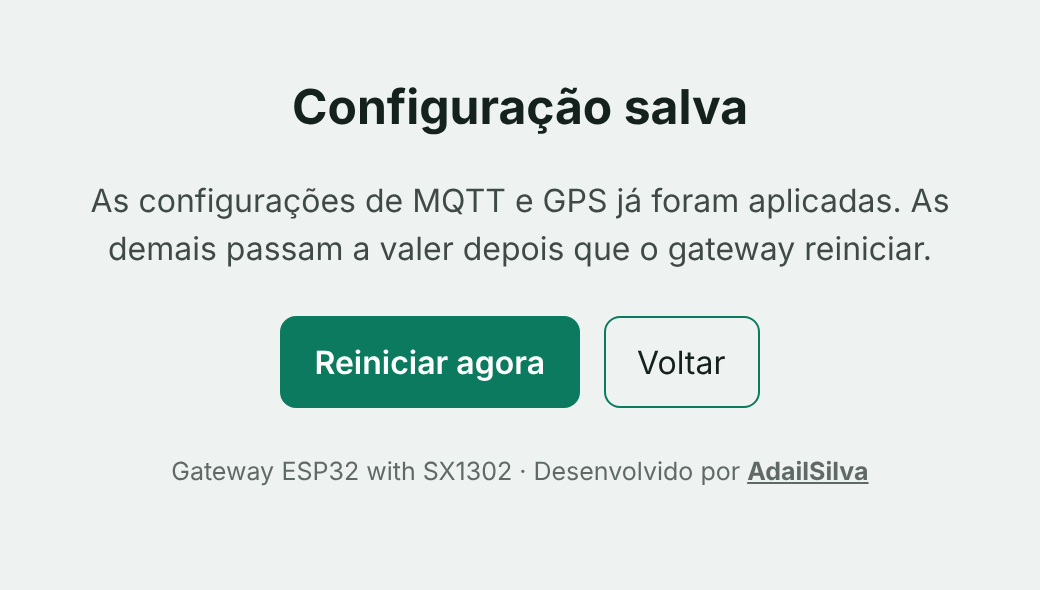 Configuração salva
As configurações de MQTT e GPS já foram aplicadas. As
demais passam a valer depois que o gateway reiniciar.
Reiniciar agora
Voltar
Gateway ESP32 with SX1302 · Desenvolvido por AdailSilva